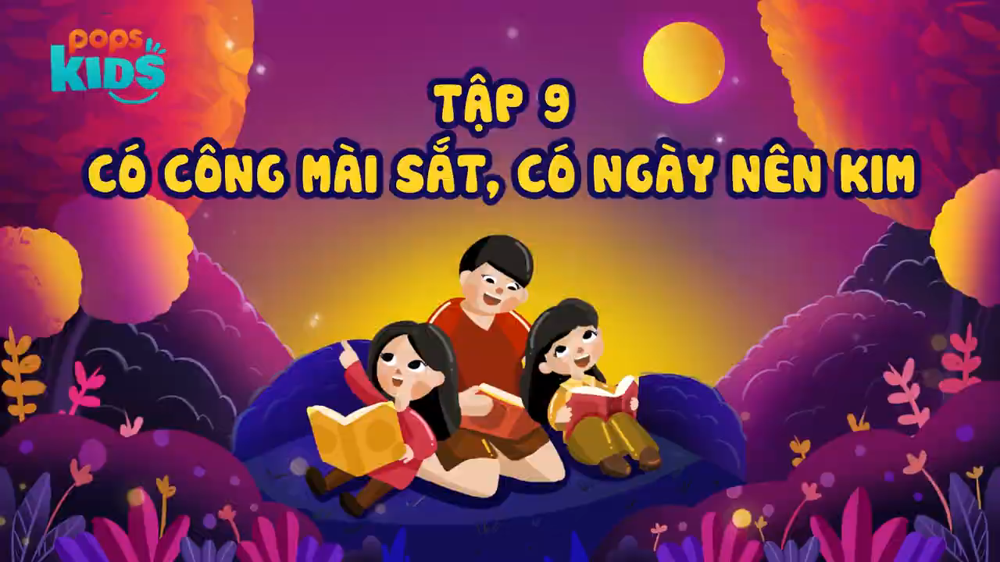 POPS
KIDS
TẬP 9
CÓ CÔNG MÀI SẮT, CÓ NGÀY NÊN KIM